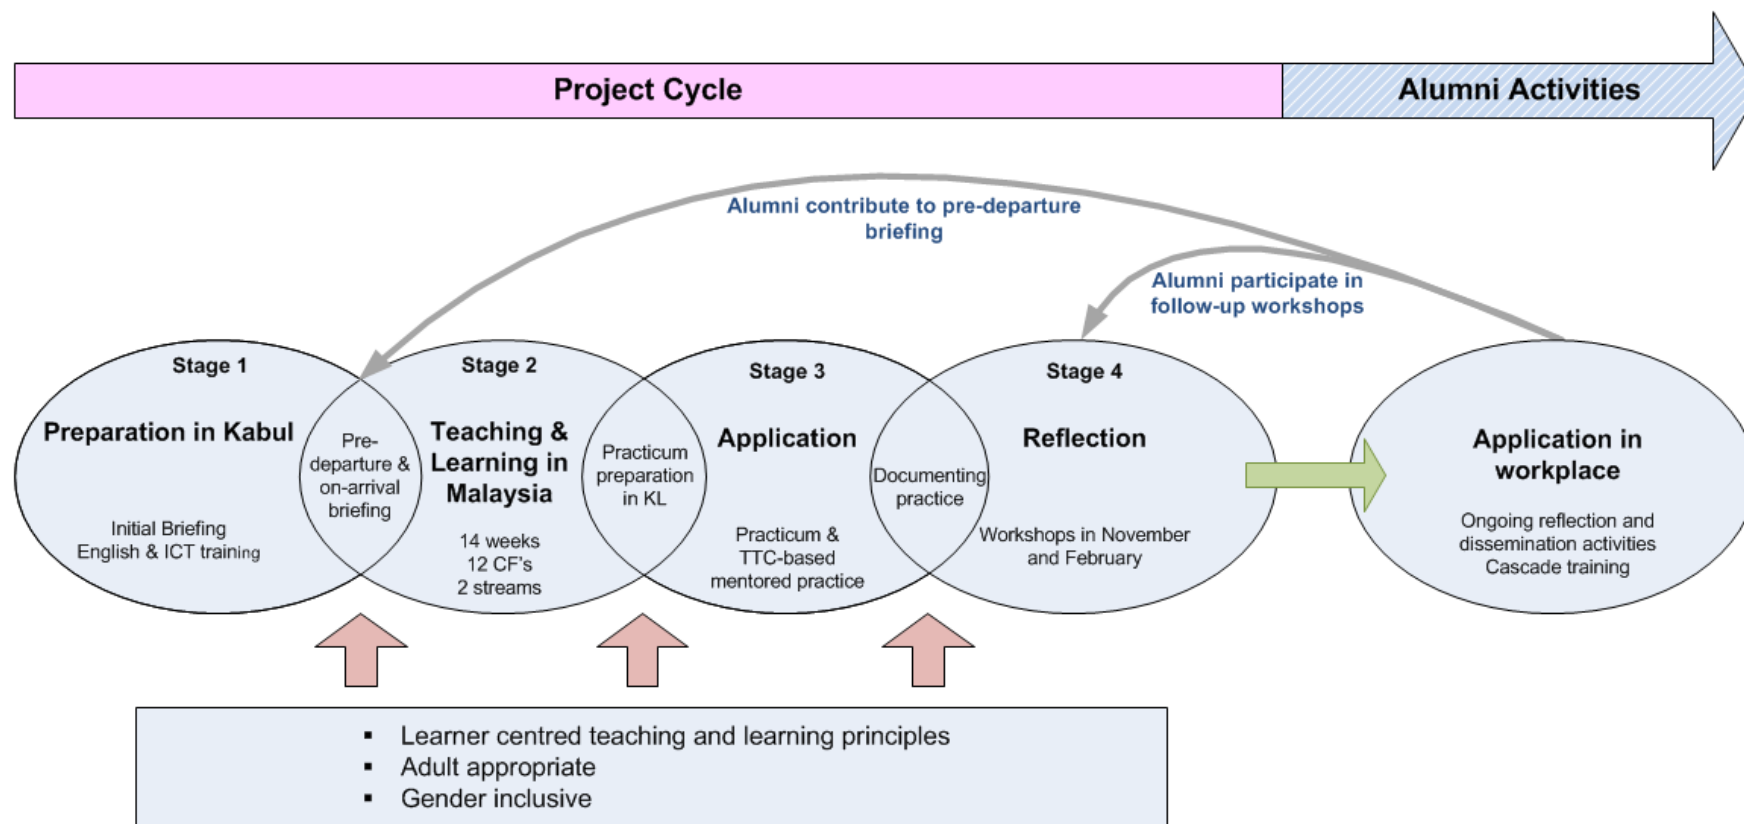 Project Cycle
Alumni Activities
Alumni contribute to pre-departure
briefing
Alumni participate in
follow-up workshops
Stage 1
Preparation in Kabul
Initial Briefing
English & ICT training
Pre-
departure &
on-arrival
briefing
Stage 2
Teaching &
Learning in
Malaysia
14 weeks
12 CF's
2 streams
Practicum
preparation
in KL
Stage 3
Application
Practicum &
TTC-based
mentored practice
Documenting
practice
Stage 4
Reflection
Workshops in November
and February
Application in
workplace
Ongoing reflection and
dissemination activities
Cascade training
▪ Learner centred teaching and learning principles
▪ Adult appropriate
▪ Gender inclusive